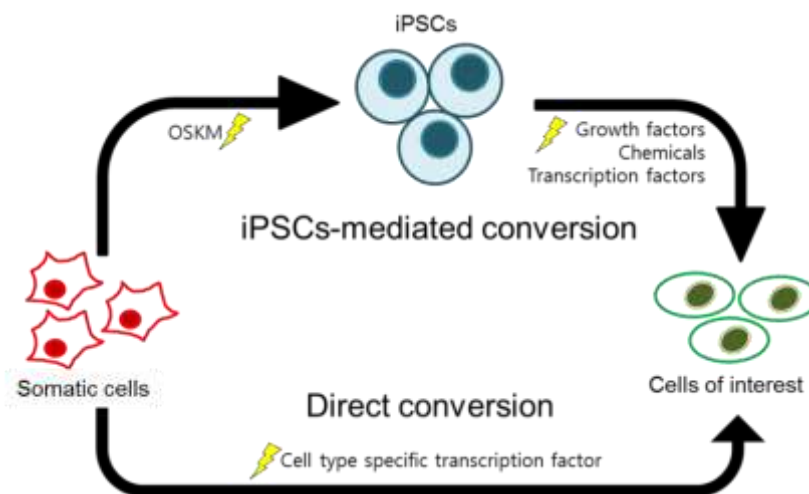 iPSCs
OSKM
Growth factors
Chemicals
Transcription factors
iPSCs-mediated conversion
Somatic cells
Cells of interest
Direct conversion
Cell type specific transcription factor